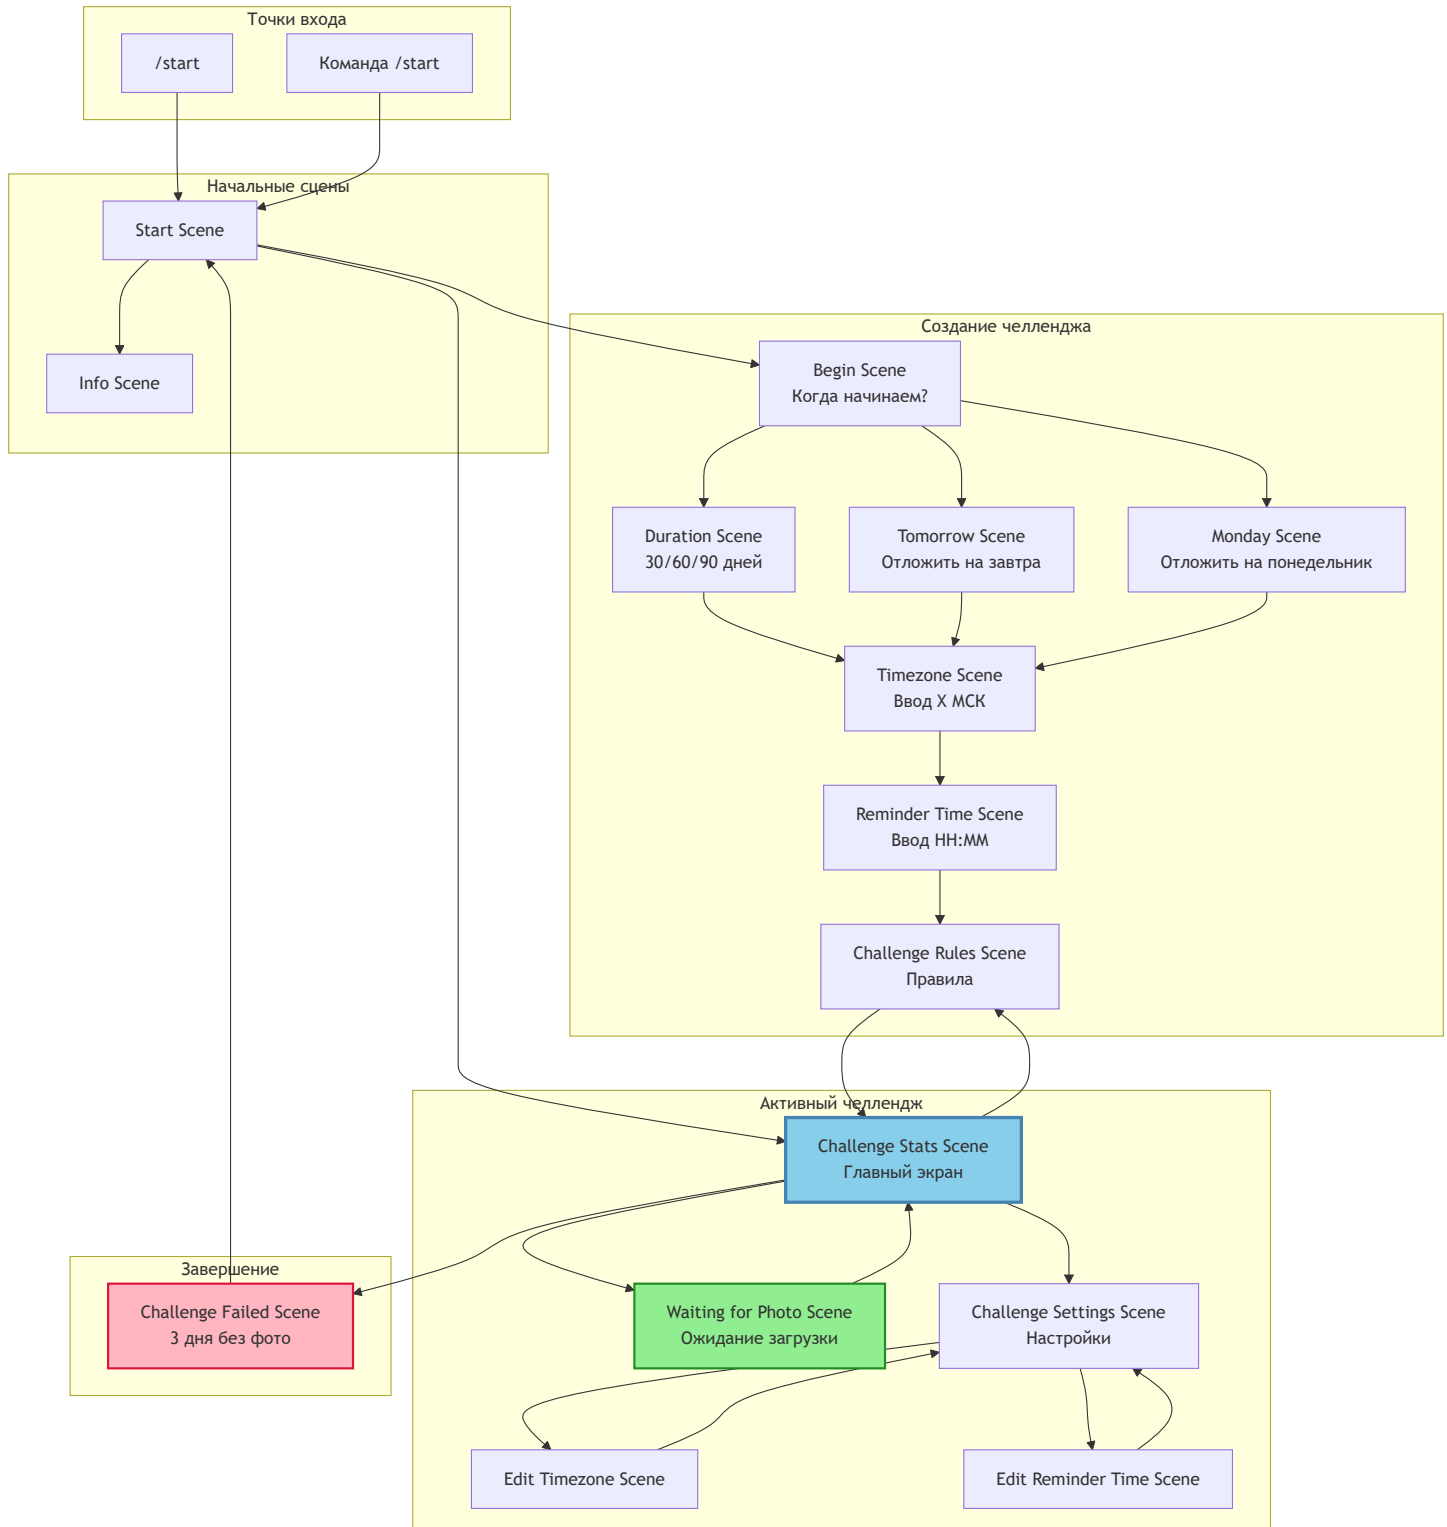 Точки входа
/start
Команда /start
Начальные сцены
Start Scene
Info Scene
Создание челленджа
Begin Scene
Когда начинаем?
Duration Scene
30/60/90 дней
Tomorrow Scene
Отложить на завтра
Monday Scene
Отложить на понедельник
Timezone Scene
Ввод X МСК
Reminder Time Scene
Ввод HH:MM
Challenge Rules Scene
Правила
Активный челлендж
Challenge Stats Scene
Главный экран
Завершение
Challenge Failed Scene
3 дня без фото
Waiting for Photo Scene
Ожидание загрузки
Challenge Settings Scene
Настройки
Edit Timezone Scene
Edit Reminder Time Scene